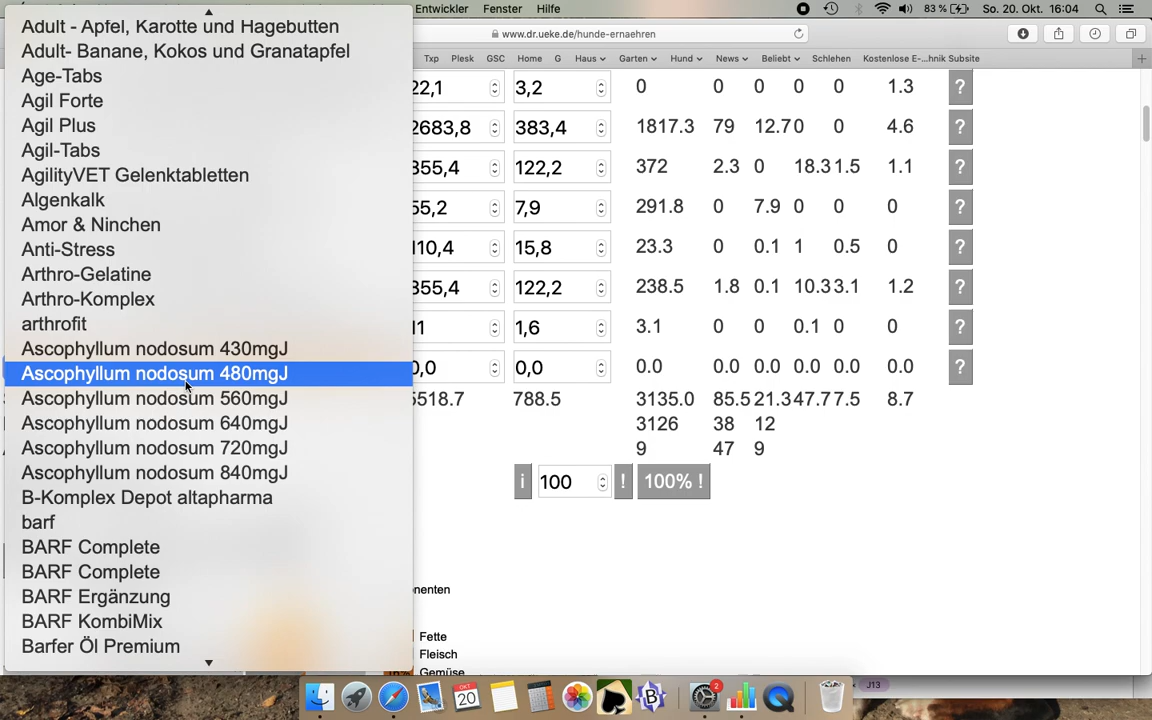 Entwickler Fenster Hilfe 83 % So. 20. Okt. 16:04
www.dr.ueke.de/hunde-ernaehren
Txp Plesk GSC Home G Haus Garten Hund News Beliebt Schlehen Kostenlose E-...hnik Subsite
Adult - Apfel, Karotte und Hagebutten
Adult- Banane, Kokos und Granatapfel
Age-Tabs
Agil Forte
Agil Plus
Agil-Tabs
AgilityVET Gelenktabletten
Algenkalk
Amor & Ninchen
Anti-Stress
Arthro-Gelatine
Arthro-Komplex
arthrofit
Ascophyllum nodosum 430mgJ
Ascophyllum nodosum 480mgJ
Ascophyllum nodosum 560mgJ
Ascophyllum nodosum 640mgJ
Ascophyllum nodosum 720mgJ
Ascophyllum nodosum 840mgJ
B-Komplex Depot altapharma
barf
BARF Complete
BARF Complete
BARF Ergänzung
BARF KombiMix
Barfer Öl Premium
22,1 3,2 0 0 0 0 0 1.3 ?
2683,8 383,4 1817.3 79 12.7 0 0 4.6 ?
855,4 122,2 372 2.3 0 18.3 1.5 1.1 ?
55,2 7,9 291.8 0 7.9 0 0 0 ?
110,4 15,8 23.3 0 0.1 1 0.5 0 ?
855,4 122,2 238.5 1.8 0.1 10.3 3.1 1.2 ?
11 1,6 3.1 0 0 0.1 0 0 ?
0,0 0,0 0.0 0.0 0.0 0.0 0.0 0.0 ?
5518.7 788.5 3135.0 85.5 21.3 47.7 7.5 8.7
3126 38 12
9 47 9
i 100 ! 100% !
nenten
Fette
Fleisch
Gemüse
20
2
J13